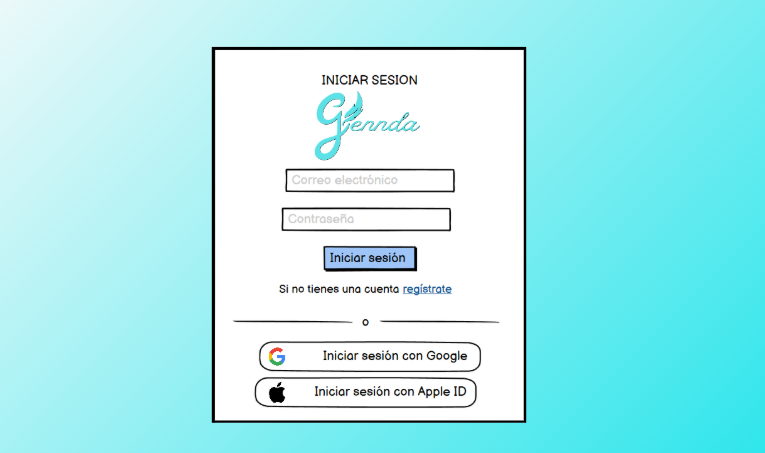 INICIAR SESION
Glennda
Correo electrónico
Contraseña
Iniciar sesión
Si no tienes una cuenta regístrate
o
Iniciar sesión con Google
Iniciar sesión con Apple ID